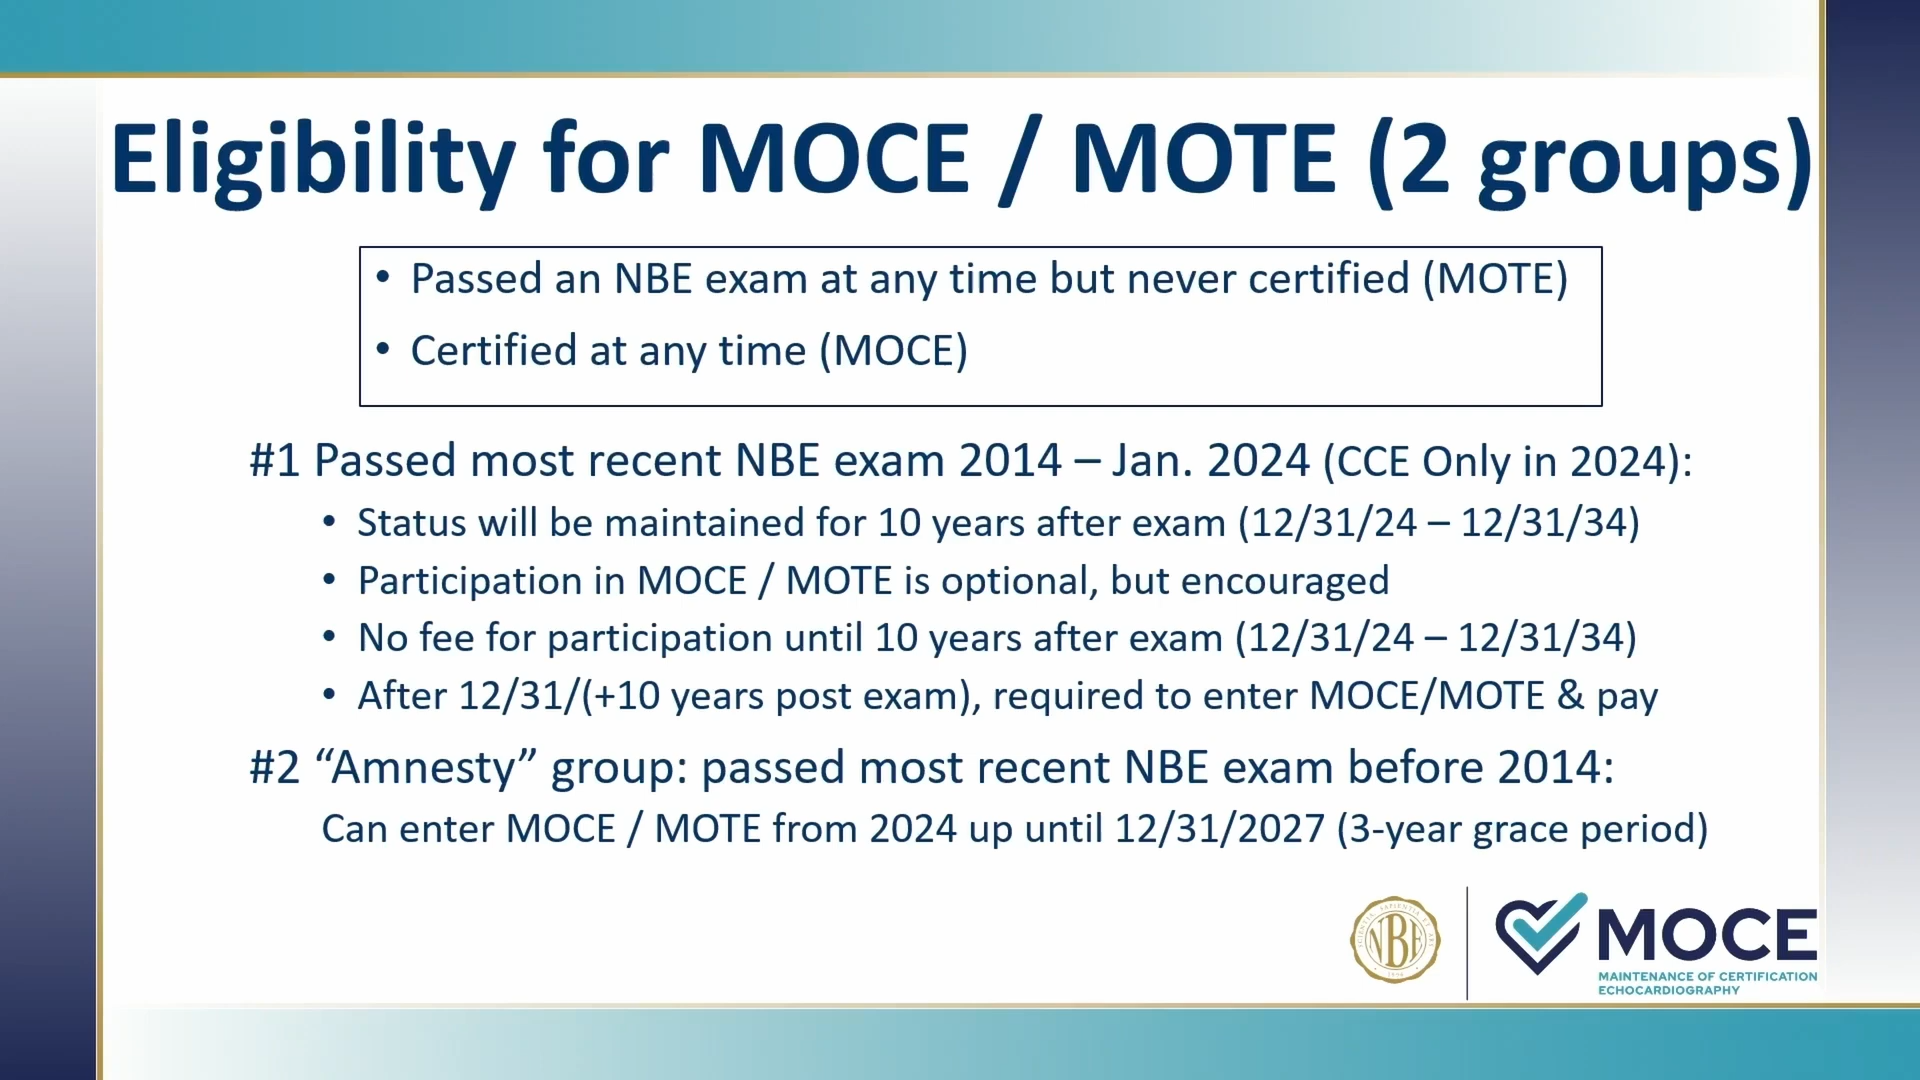 Eligibility for MOCE / MOTE (2 groups)
• Passed an NBE exam at any time but never certified (MOTE)
• Certified at any time (MOCE)
#1 Passed most recent NBE exam 2014 – Jan. 2024 (CCE Only in 2024):
• Status will be maintained for 10 years after exam (12/31/24 – 12/31/34)
• Participation in MOCE / MOTE is optional, but encouraged
• No fee for participation until 10 years after exam (12/31/24 – 12/31/34)
• After 12/31/(+10 years post exam), required to enter MOCE/MOTE & pay
#2 “Amnesty” group: passed most recent NBE exam before 2014:
Can enter MOCE / MOTE from 2024 up until 12/31/2027 (3-year grace period)
NBE
MOCE
MAINTENANCE OF CERTIFICATION
ECHOCARDIOGRAPHY